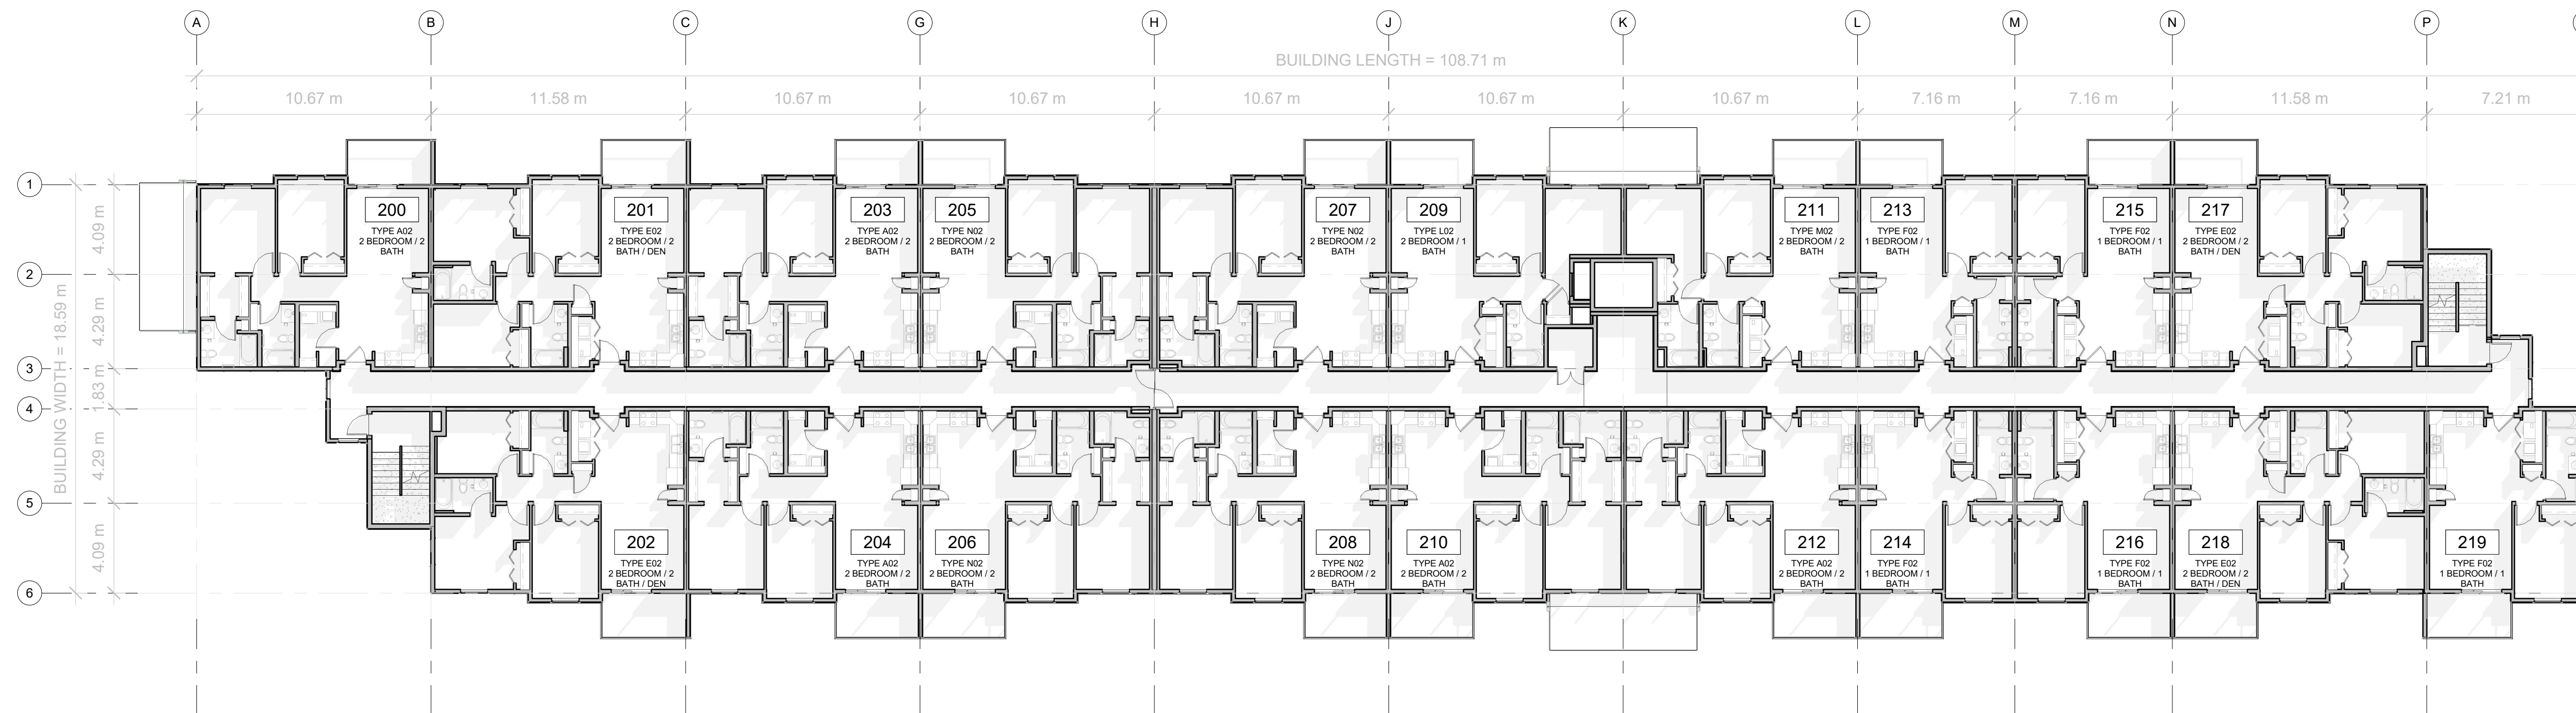 A B C G H J K L M N P
BUILDING LENGTH = 108.71 m
10.67 m 11.58 m 10.67 m 10.67 m 10.67 m 10.67 m 10.67 m 7.16 m 7.16 m 11.58 m 7.21 m
1
2
3
4
5
6
BUILDING WIDTH = 18.59 m
4.09 m
4.29 m
1.83 m
4.29 m
4.09 m
200
TYPE A02
2 BEDROOM / 2
BATH
201
TYPE E02
2 BEDROOM / 2
BATH / DEN
203
TYPE A02
2 BEDROOM / 2
BATH
205
TYPE N02
2 BEDROOM / 2
BATH
207
TYPE N02
2 BEDROOM / 2
BATH
209
TYPE L02
2 BEDROOM / 1
BATH
211
TYPE M02
2 BEDROOM / 2
BATH
213
TYPE F02
1 BEDROOM / 1
BATH
215
TYPE F02
1 BEDROOM / 1
BATH
217
TYPE E02
2 BEDROOM / 2
BATH / DEN
202
TYPE E02
2 BEDROOM / 2
BATH / DEN
204
TYPE A02
2 BEDROOM / 2
BATH
206
TYPE N02
2 BEDROOM / 2
BATH
208
TYPE N02
2 BEDROOM / 2
BATH
210
TYPE A02
2 BEDROOM / 2
BATH
212
TYPE A02
2 BEDROOM / 2
BATH
214
TYPE F02
1 BEDROOM / 1
BATH
216
TYPE F02
1 BEDROOM / 1
BATH
218
TYPE E02
2 BEDROOM / 2
BATH / DEN
219
TYPE F02
1 BEDROOM / 1
BATH